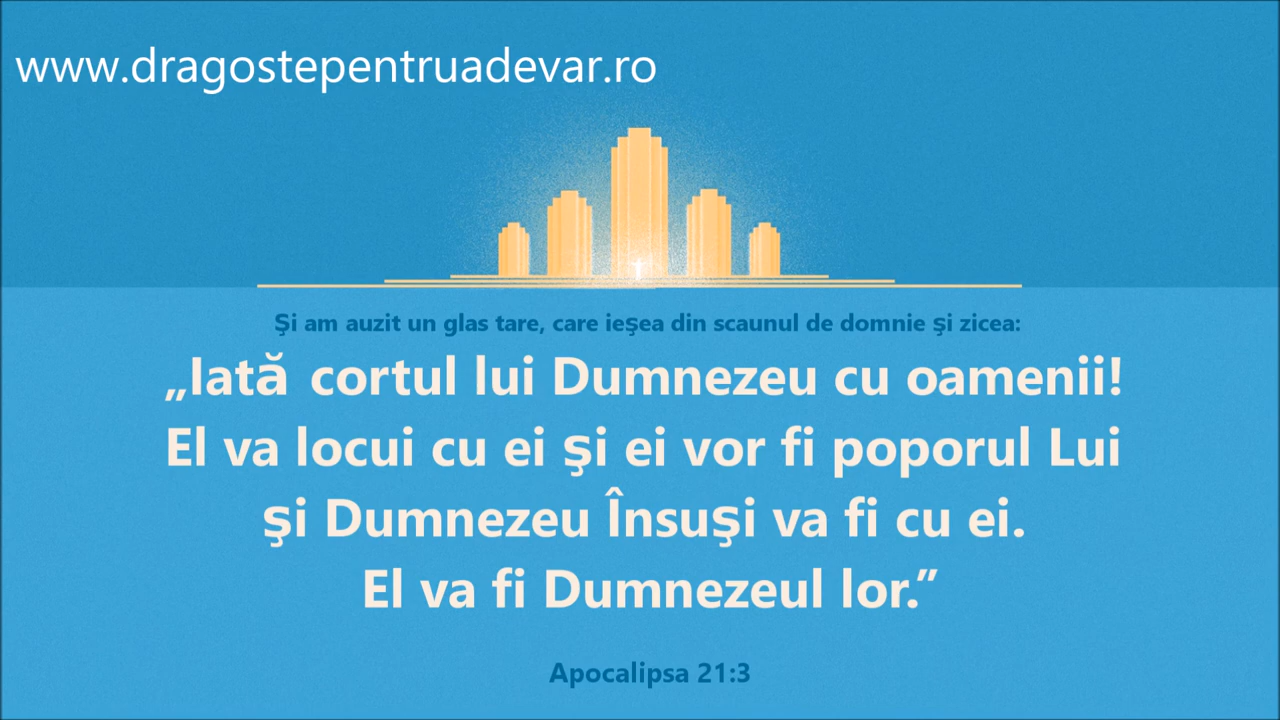 www.dragostepentruadevar.ro
Şi am auzit un glas tare, care ieşea din scaunul de domnie şi zicea:
„Iată cortul lui Dumnezeu cu oamenii!
El va locui cu ei şi ei vor fi poporul Lui
şi Dumnezeu Însuşi va fi cu ei.
El va fi Dumnezeul lor.”
Apocalipsa 21:3